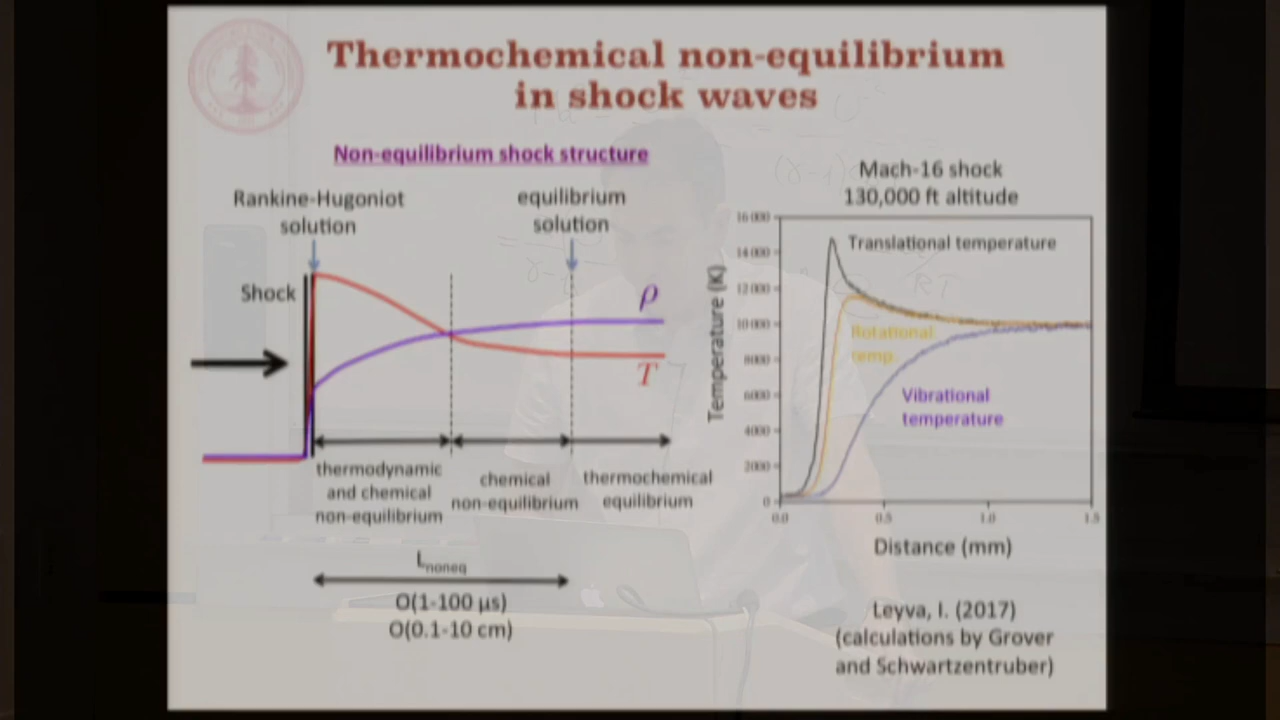 Thermochemical non-equilibrium
in shock waves
Non-equilibrium shock structure
Rankine-Hugoniot
solution
equilibrium
solution
Shock
ρ
T
thermodynamic
and chemical
non-equilibrium
chemical
non-equilibrium
thermochemical
equilibrium
Lnoneq
O(1-100 μs)
O(0.1-10 cm)
Mach-16 shock
130,000 ft altitude
Temperature (K)
16 000
14 000
12 000
10 000
8000
6000
4000
2000
0
Translational temperature
Rotational
temp.
Vibrational
temperature
0.0
0.5
1.0
1.5
Distance (mm)
Leyva, I. (2017)
(calculations by Grover
and Schwartzentruber)
RT